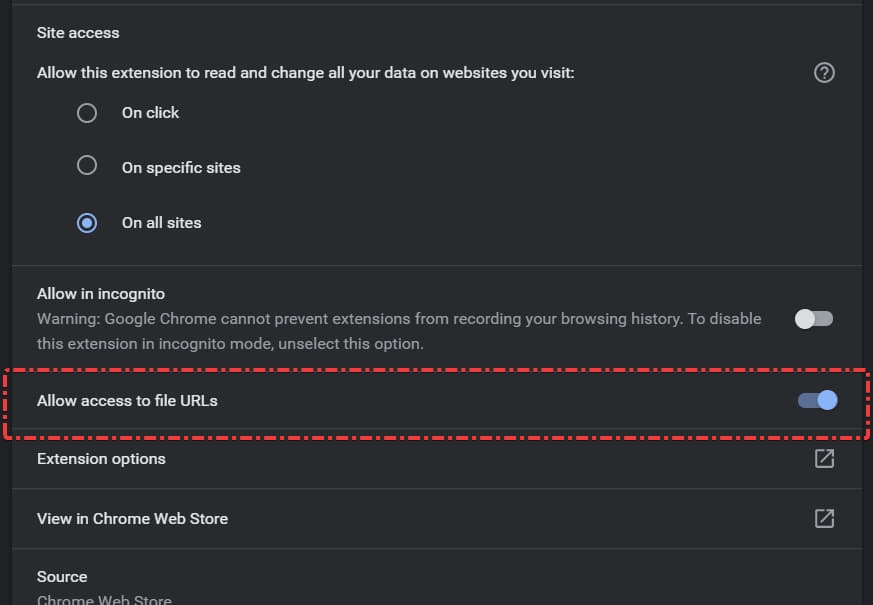 Site access
Allow this extension to read and change all your data on websites you visit:
On click
On specific sites
On all sites
Allow in incognito
Warning: Google Chrome cannot prevent extensions from recording your browsing history. To disable
this extension in incognito mode, unselect this option.
Allow access to file URLs
Extension options
View in Chrome Web Store
Source
Chrome Web Store